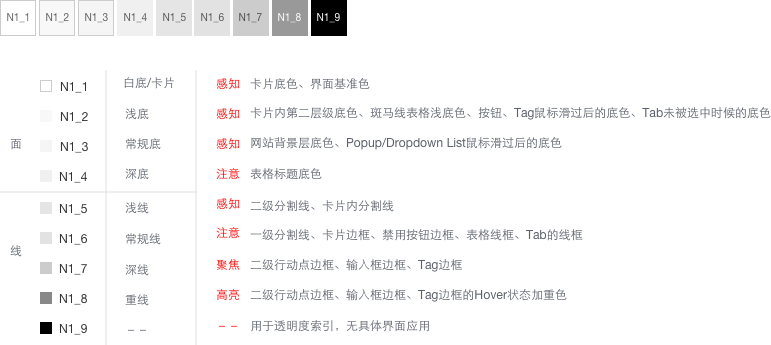 N1_1 N1_2 N1_3 N1_4 N1_5 N1_6 N1_7 N1_8 N1_9
N1_1 白底/卡片 感知 卡片底色、界面基准色
N1_2 浅底 感知 卡片内第二层级底色、斑马线表格浅底色、按钮、Tag鼠标滑过后的底色、Tab未被选中时候的底色
面 N1_3 常规底 感知 网站背景层底色、Popup/Dropdown List鼠标滑过后的底色
N1_4 深底 注意 表格标题底色
N1_5 浅线 感知 二级分割线、卡片内分割线
N1_6 常规线 注意 一级分割线、卡片边框、禁用按钮边框、表格线框、Tab的线框
线 N1_7 深线 聚焦 二级行动点边框、输入框边框、Tag边框
N1_8 重线 高亮 二级行动点边框、输入框边框、Tag边框的Hover状态加重色
N1_9 -- -- 用于透明度索引，无具体界面应用